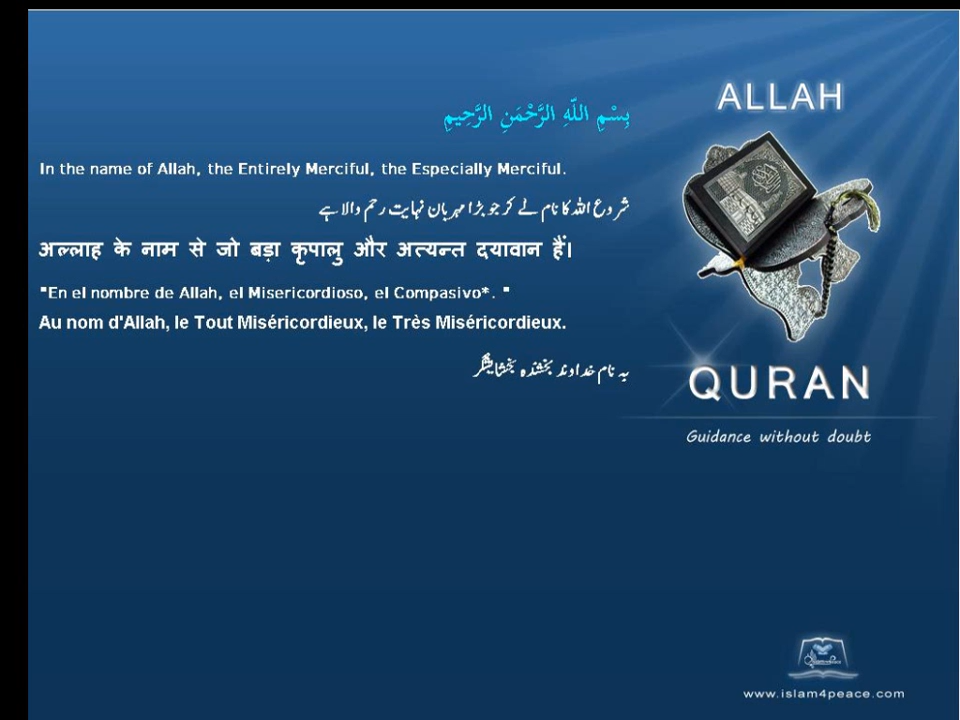 بِسْمِ اللَّهِ الرَّحْمَنِ الرَّحِيمِ
In the name of Allah, the Entirely Merciful, the Especially Merciful.
شروع الله کا نام لے کر جو بڑا مہربان نہایت رحم والا ہے
अल्लाह के नाम से जो बड़ा कृपालु और अत्यन्त दयावान हैं।
"En el nombre de Allah, el Misericordioso, el Compasivo*. "
Au nom d'Allah, le Tout Miséricordieux, le Très Miséricordieux.
به نام خداوند بخشنده بخشایشگر
ALLAH
QURAN
Guidance without doubt
www.islam4peace.com